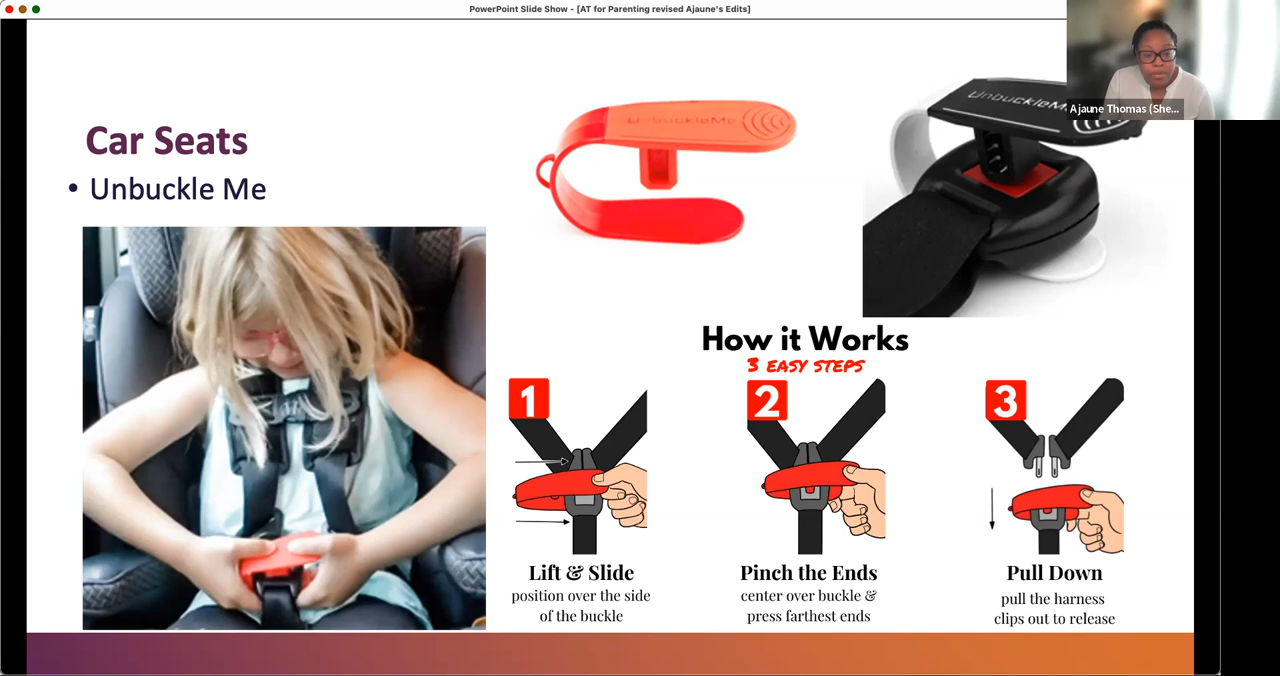 PowerPoint Slide Show - [AT for Parenting revised Ajaune's Edits]
Ajaune Thomas (She...
Car Seats
• Unbuckle Me
UnbuckleMe
UnbuckleMe
How it Works
3 EASY STEPS
1
2
3
Lift & Slide
position over the side
of the buckle
Pinch the Ends
center over buckle &
press farthest ends
Pull Down
pull the harness
clips out to release